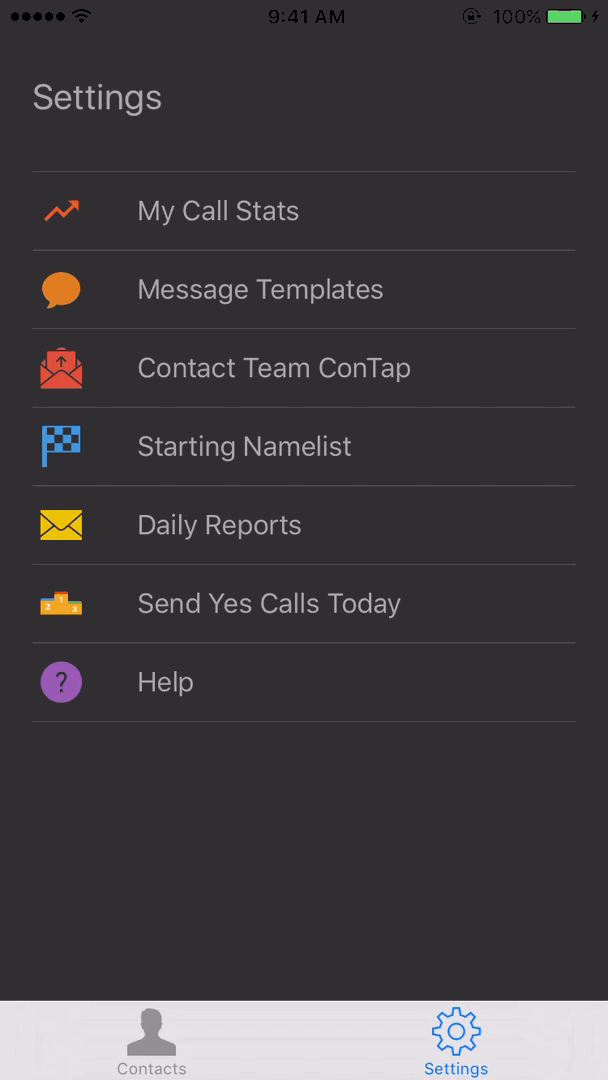 9:41 AM
100%
Settings
My Call Stats
Message Templates
Contact Team ConTap
Starting Namelist
Daily Reports
2 1 3
Send Yes Calls Today
?
Help
Contacts
Settings